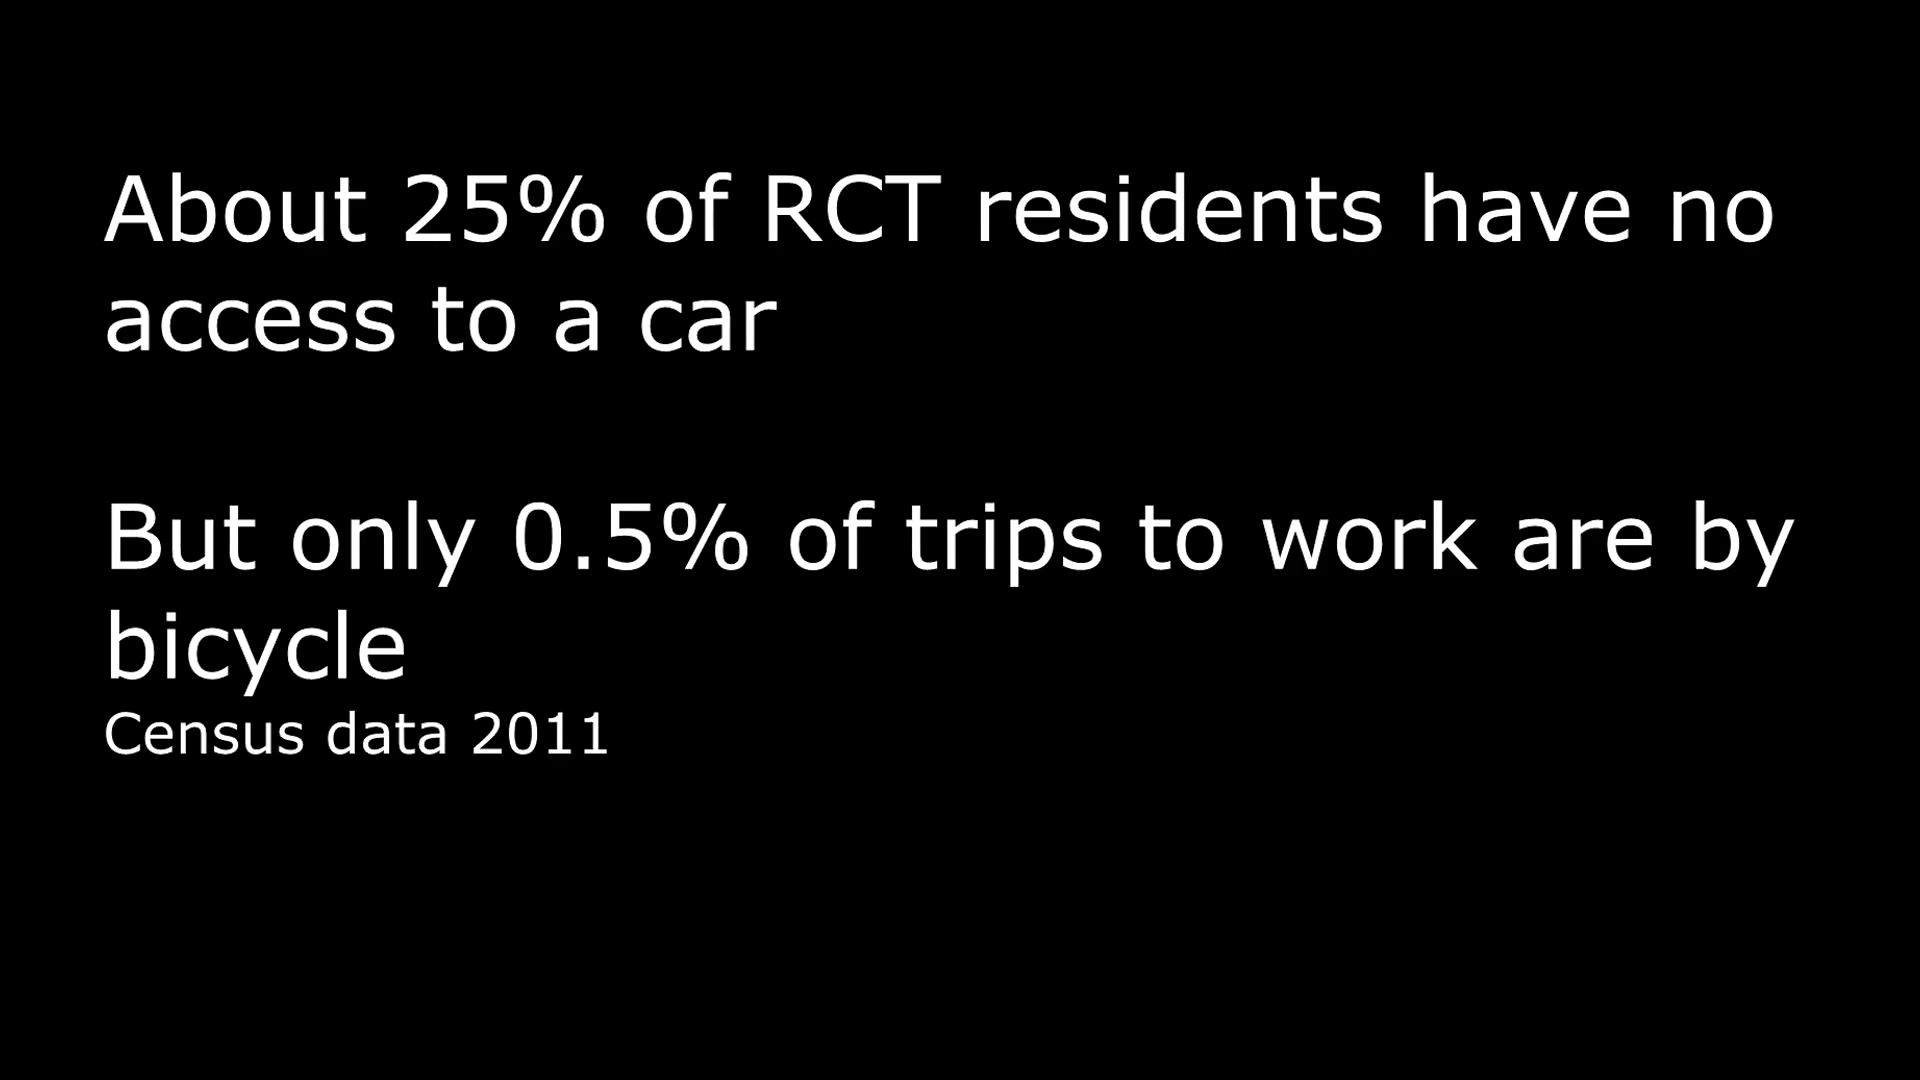 About 25% of RCT residents have no
access to a car
But only 0.5% of trips to work are by
bicycle
Census data 2011